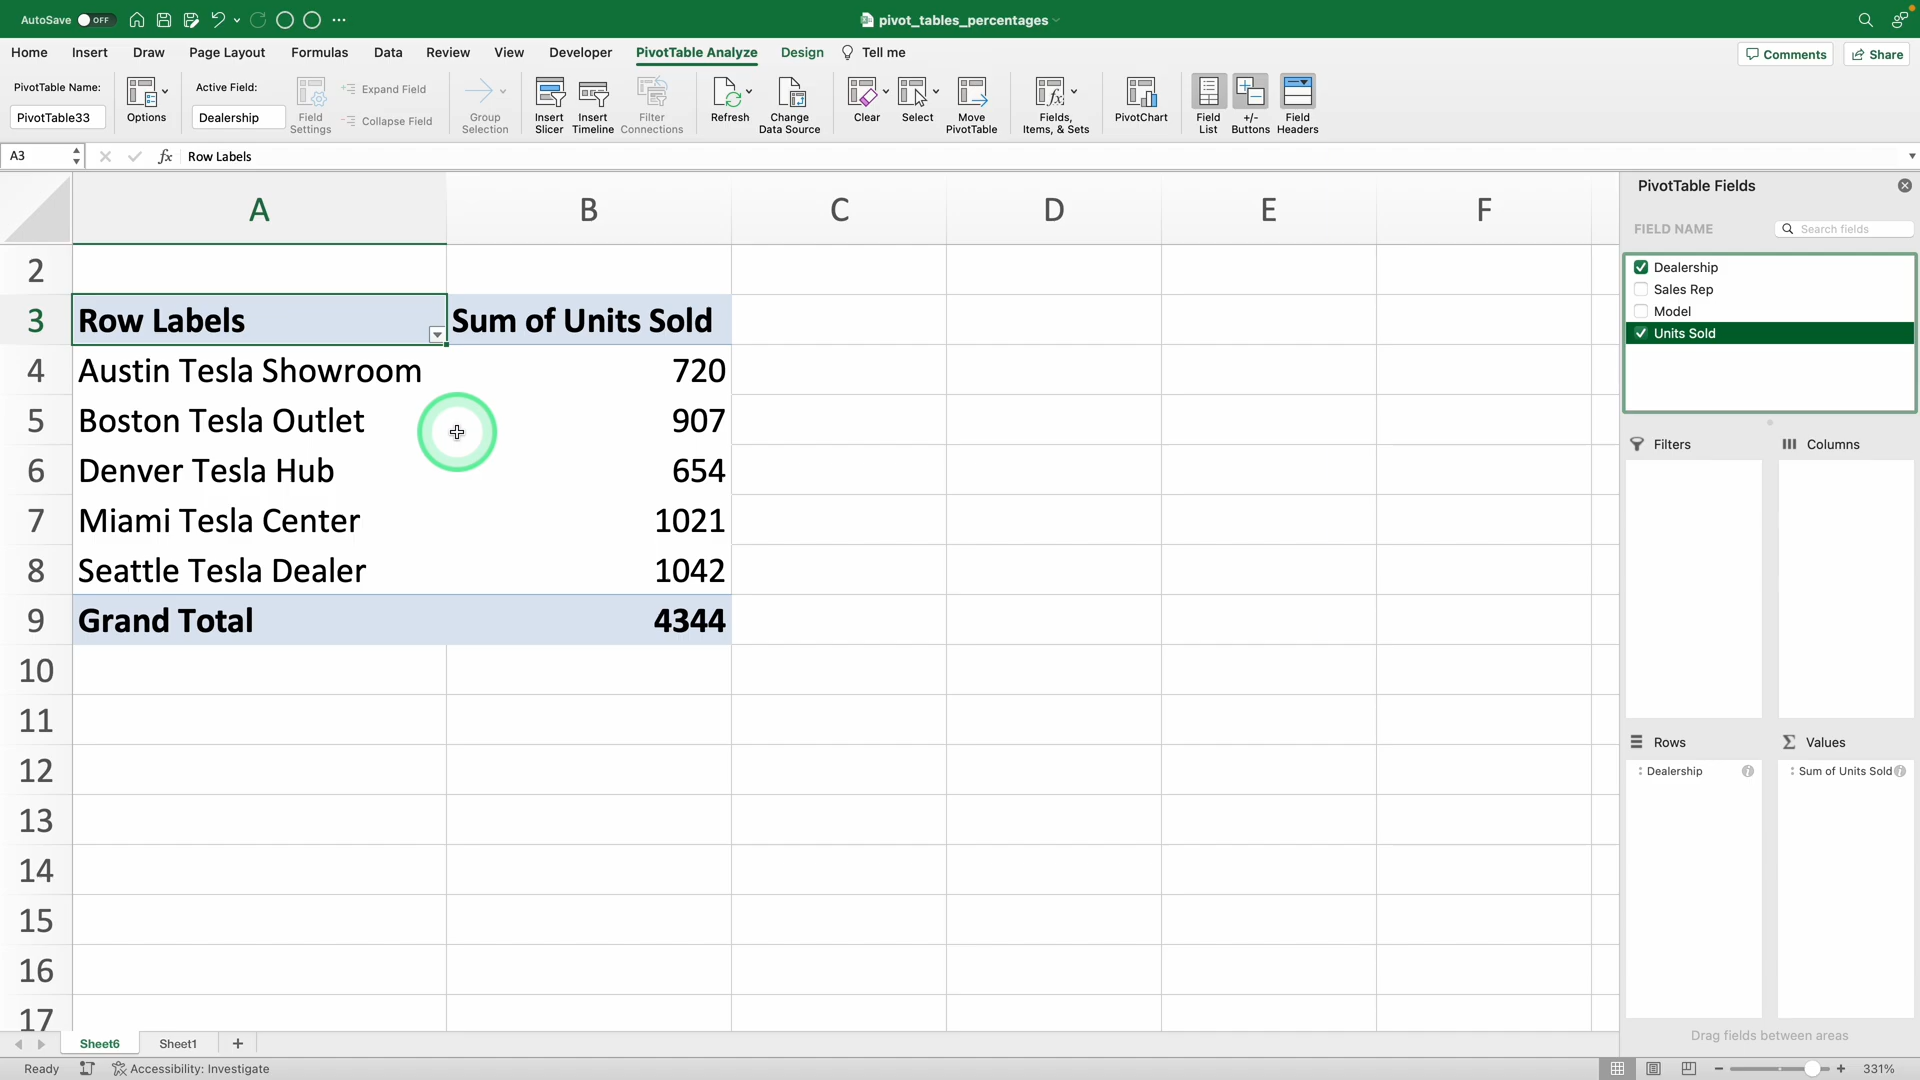 AutoSave OFF
pivot_tables_percentages
Home Insert Draw Page Layout Formulas Data Review View Developer PivotTable Analyze Design Tell me Comments Share
PivotTable Name:
PivotTable33
Options
Active Field:
Dealership
Field Settings
Expand Field
Collapse Field
Group Selection
Insert Slicer
Insert Timeline
Filter Connections
Refresh
Change Data Source
Clear
Select
Move PivotTable
Fields, Items, & Sets
PivotChart
Field List
+/- Buttons
Field Headers
A3 fx Row Labels
A B C D E F
2
3 Row Labels Sum of Units Sold
4 Austin Tesla Showroom 720
5 Boston Tesla Outlet 907
6 Denver Tesla Hub 654
7 Miami Tesla Center 1021
8 Seattle Tesla Dealer 1042
9 Grand Total 4344
10
11
12
13
14
15
16
17
PivotTable Fields
FIELD NAME Search fields
Dealership
Sales Rep
Model
Units Sold
Filters Columns
Rows Values
Dealership Sum of Units Sold
Drag fields between areas
Sheet6 Sheet1 +
Ready Accessibility: Investigate 331%